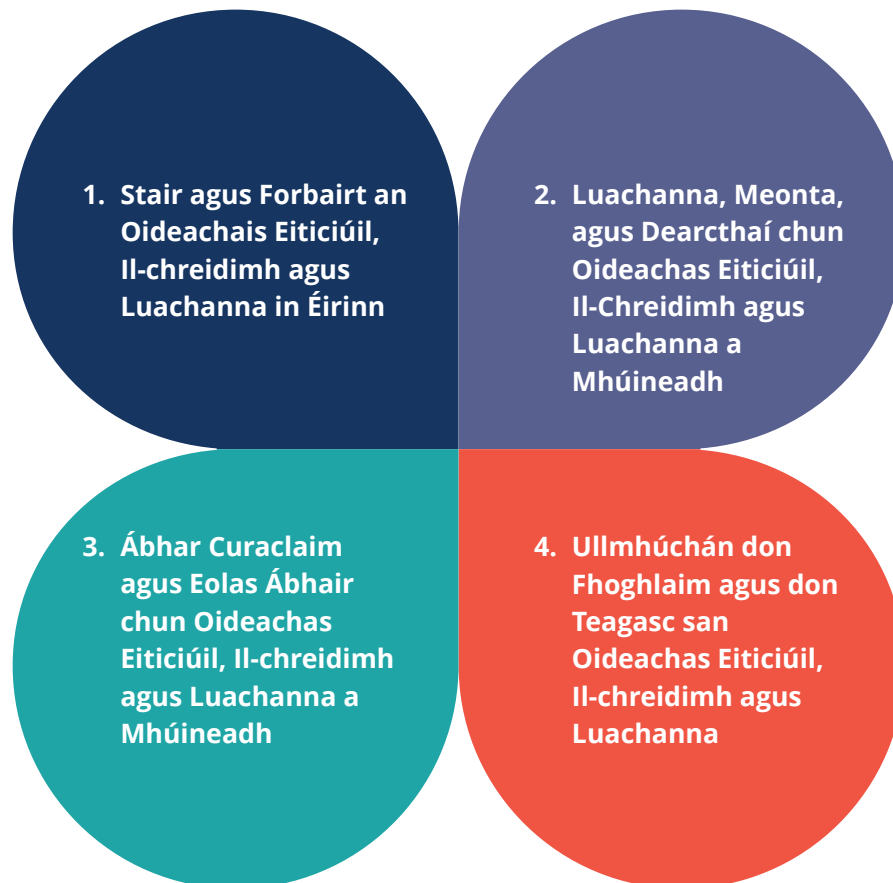 1. Stair agus Forbairt an
Oideachais Eiticiúil,
Il-chreidimh agus
Luachanna in Éirinn
2. Luachanna, Meonta,
agus Dearcthaí chun
Oideachas Eiticiúil,
Il-Chreidimh agus
Luachanna a
Mhúineadh
3. Ábhar Curaclaim
agus Eolas Ábhair
chun Oideachas
Eiticiúil, Il-chreidimh
agus Luachanna a
Mhúineadh
4. Ullmhúchán don
Fhoghlaim agus don
Teagasc san
Oideachas Eiticiúil,
Il-chreidimh agus
Luachanna